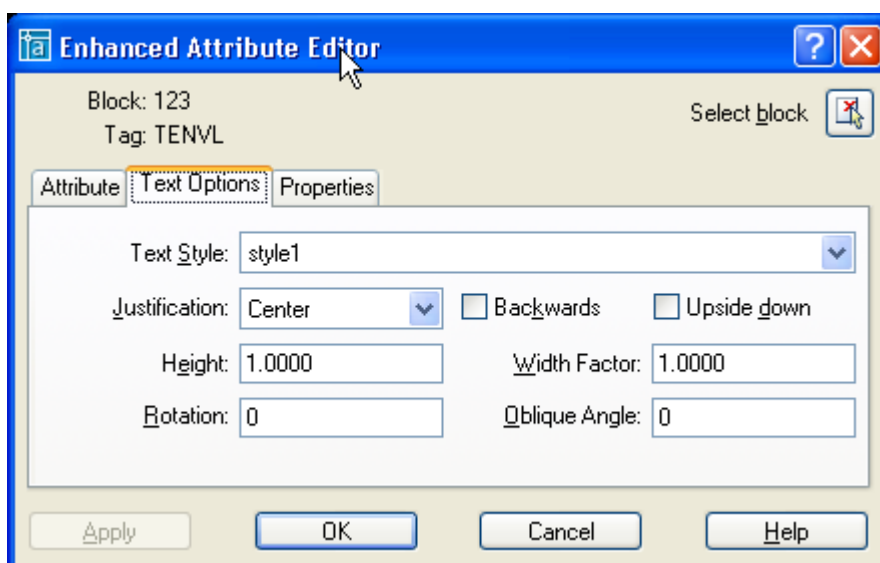 Enhanced Attribute Editor
Block: 123
Tag: TENVL
Select block
Attribute Text Options Properties
Text Style: style1
Justification: Center Backwards Upside down
Height: 1.0000 Width Factor: 1.0000
Rotation: 0 Oblique Angle: 0
Apply OK Cancel Help